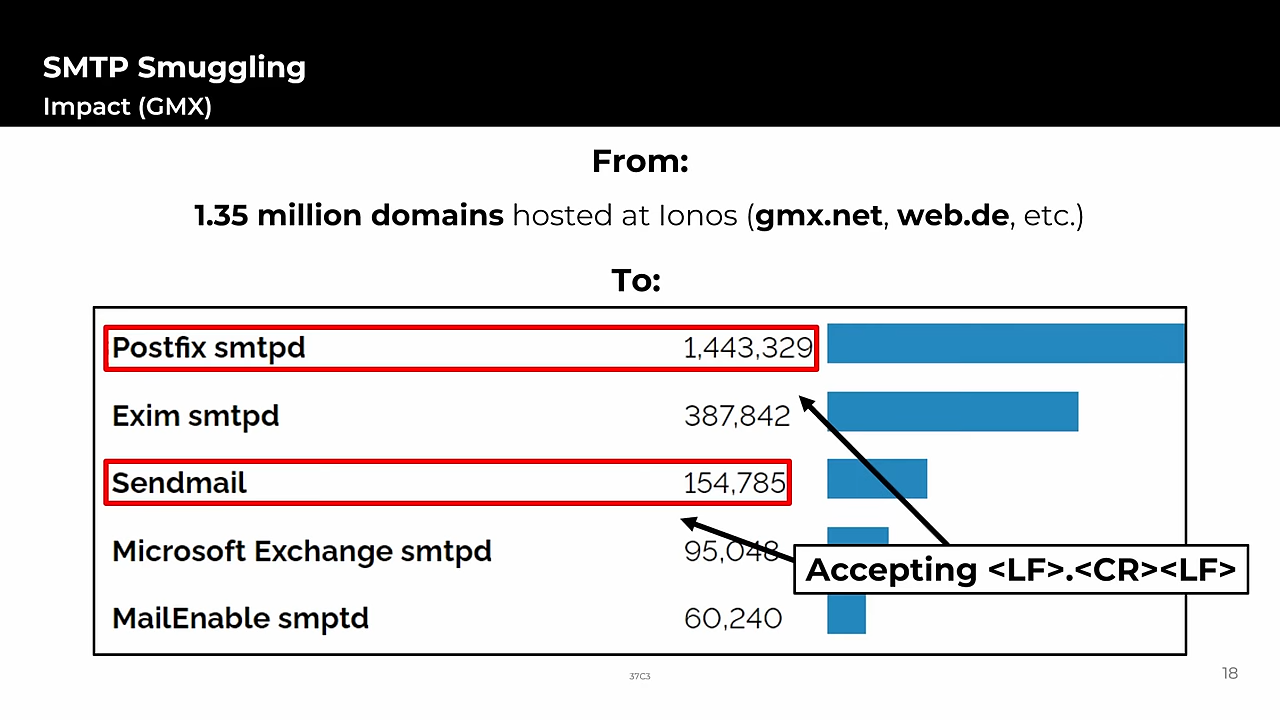 SMTP Smuggling
Impact (GMX)
From:
1.35 million domains hosted at Ionos (gmx.net, web.de, etc.)
To:
Postfix smtpd 1,443,329
Exim smtpd 387,842
Sendmail 154,785
Microsoft Exchange smtpd 95,048
Accepting <LF>.<CR><LF>
MailEnable smptd 60,240
37C3
18